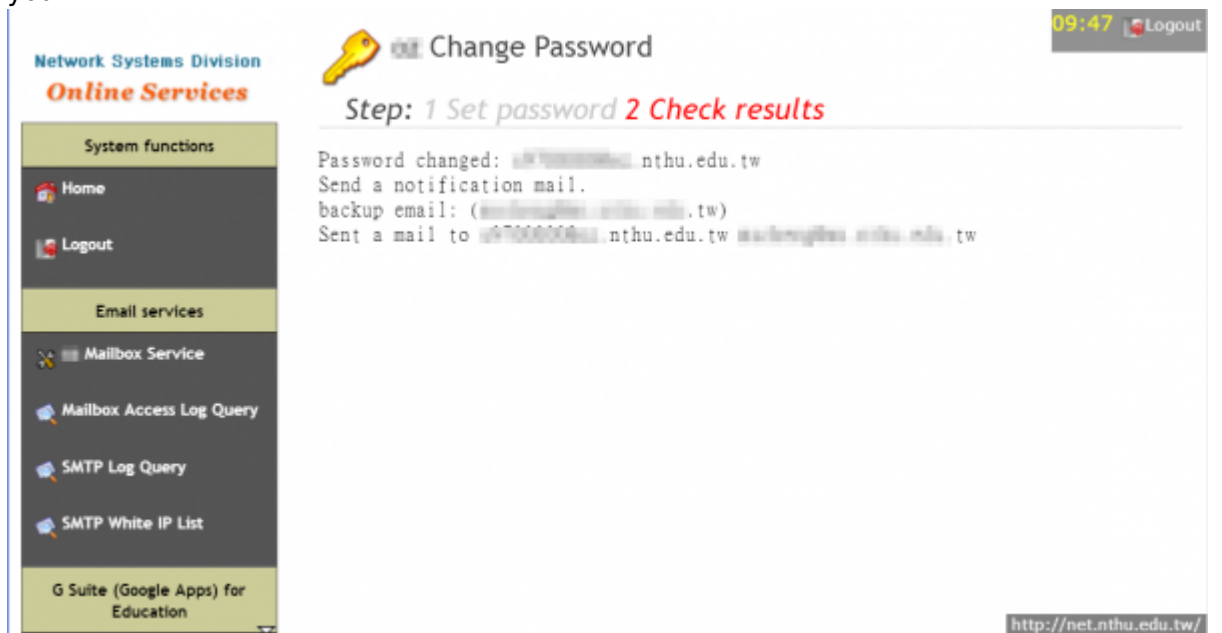 09:47 Logout
Network Systems Division
Online Services
Change Password
Step: 1 Set password 2 Check results
System functions
Home
Logout
Email services
Mailbox Service
Mailbox Access Log Query
SMTP Log Query
SMTP White IP List
G Suite (Google Apps) for
Education
Password changed: nthu.edu.tw
Send a notification mail.
backup email: ( .tw)
Sent a mail to nthu.edu.tw tw
http://net.nthu.edu.tw/